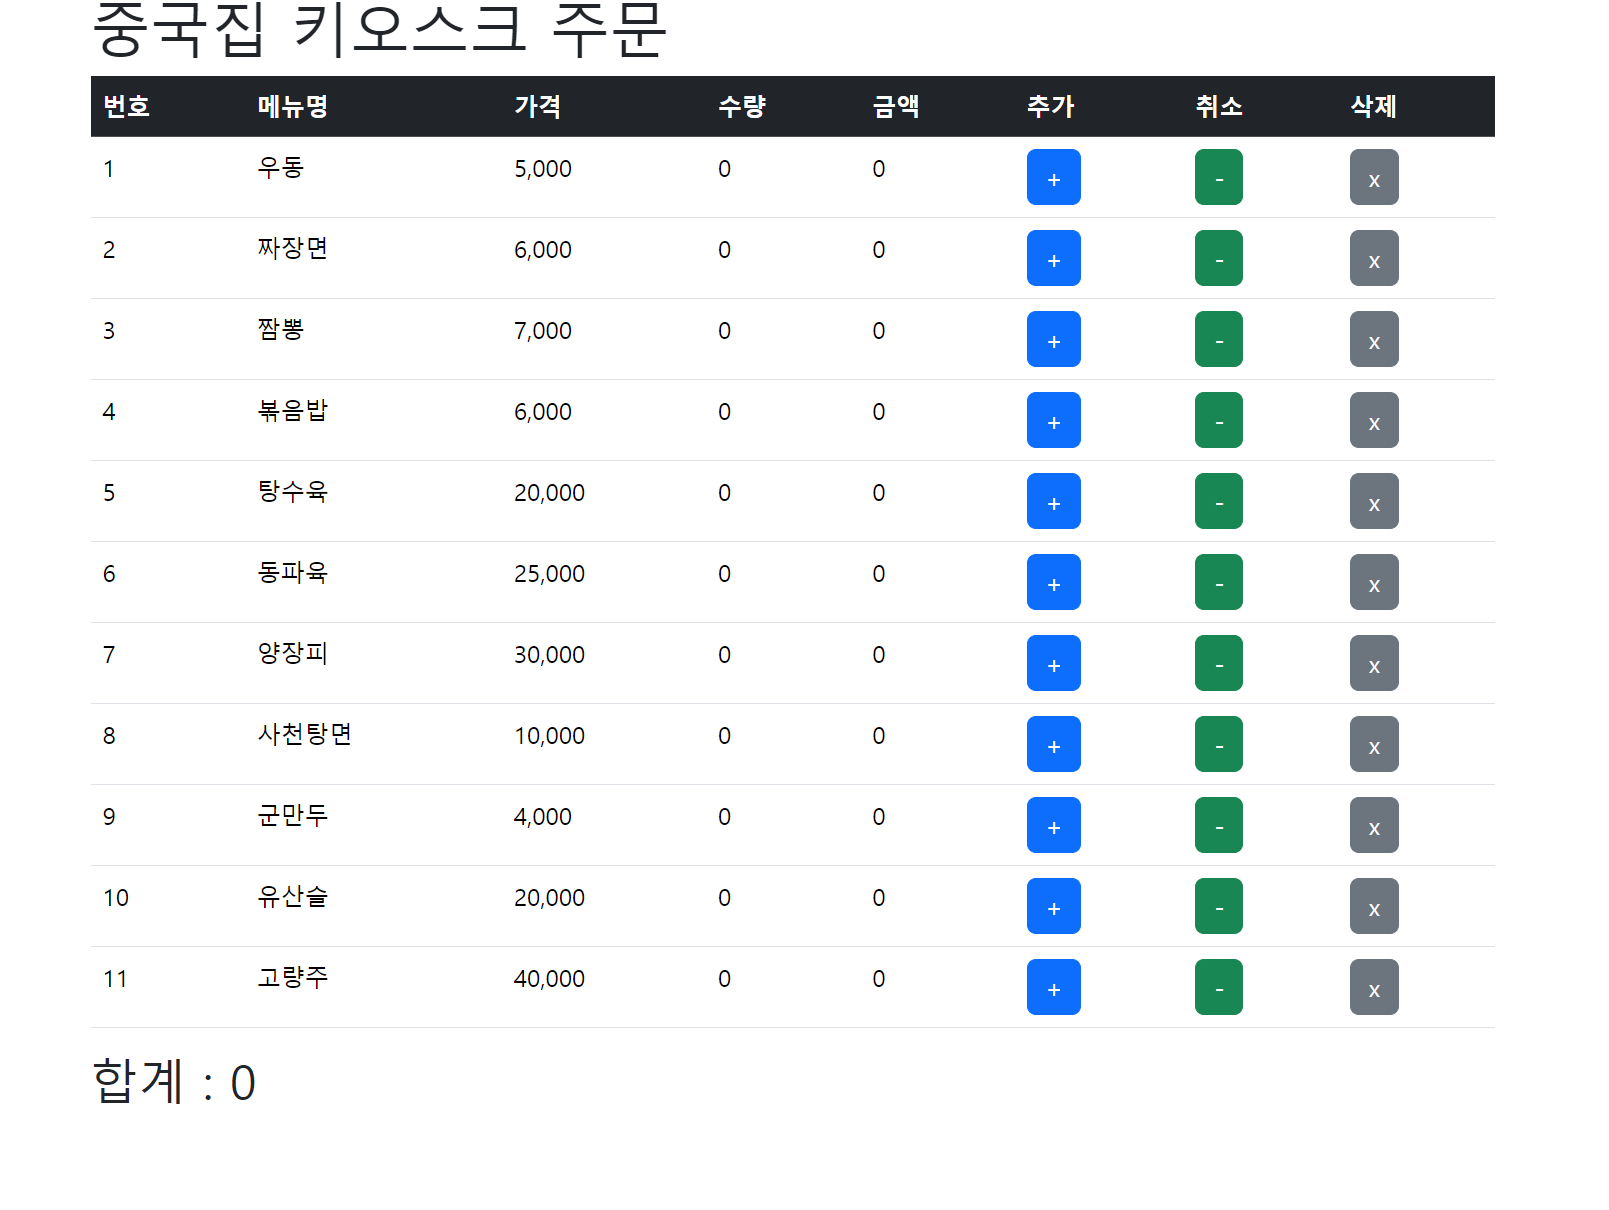 중국집 키오스크 주문
번호 메뉴명 가격 수량 금액 추가 취소 삭제
1 우동 5,000 0 0 + - x
2 짜장면 6,000 0 0 + - x
3 짬뽕 7,000 0 0 + - x
4 볶음밥 6,000 0 0 + - x
5 탕수육 20,000 0 0 + - x
6 동파육 25,000 0 0 + - x
7 양장피 30,000 0 0 + - x
8 사천탕면 10,000 0 0 + - x
9 군만두 4,000 0 0 + - x
10 유산슬 20,000 0 0 + - x
11 고량주 40,000 0 0 + - x
합계 : 0